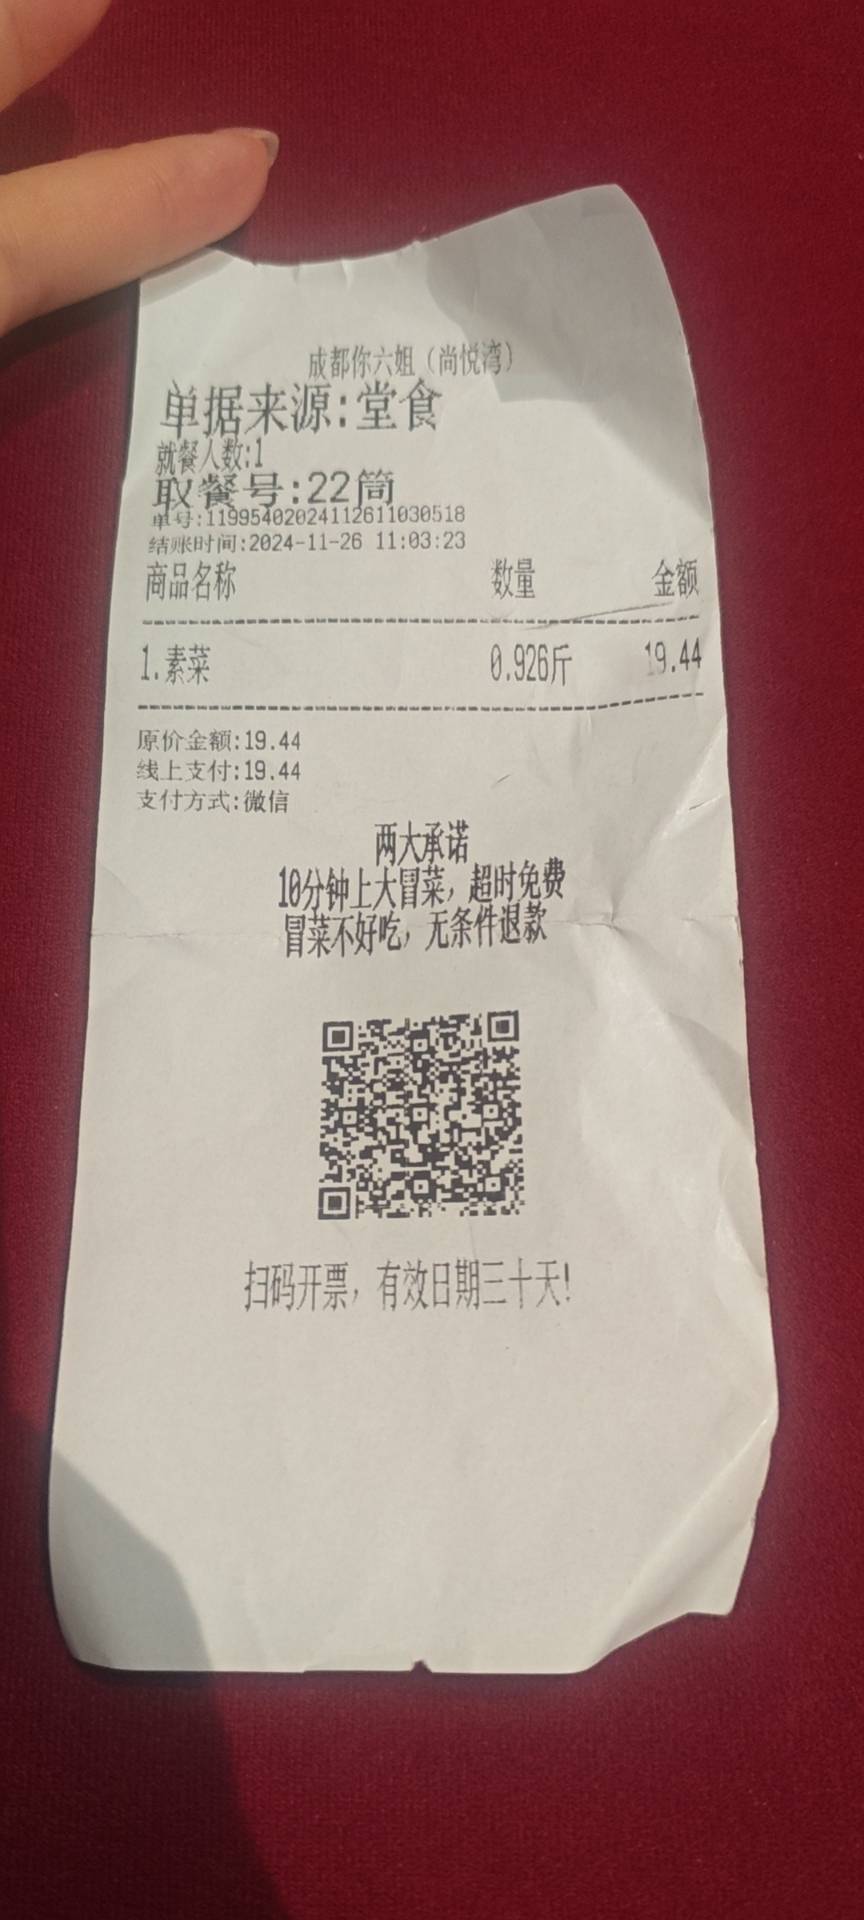 成都你六姐（尚悦湾）
单据来源:堂食
就餐人数:1
取餐号:22筒
单号:11995402024112611030518
结账时间:2024-11-26 11:03:23
商品名称 数量 金额
1.素菜 0.926斤 19.44
原价金额:19.44
线上支付:19.44
支付方式:微信
两大承诺
10分钟上大冒菜，超时免费
冒菜不好吃，无条件退款
扫码开票，有效日期三十天!